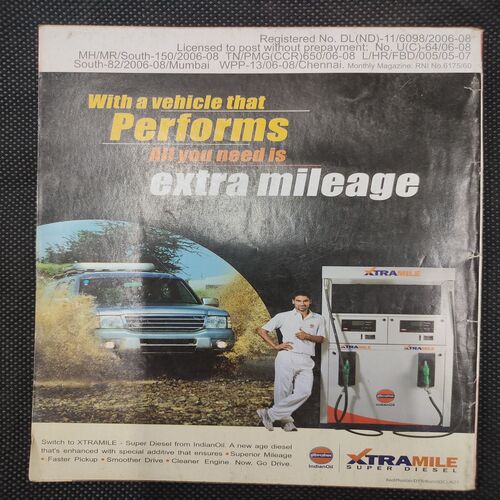 Registered No. DL(ND)-11/6098/2006-08
Licensed to post without prepayment: No. U(C)-64/06-08
MH/MR/South-150/2006-08 TN/PMG(CCR)650/06-08 L/HR/FBD/005/05-07
South-82/2006-08/Mumbai WPP-13/06-08/Chennai. Monthly Magazine: RNI No.6175/60
With a vehicle that
Performs
All you need is
extra mileage
XTRAMILE
XTRAMILE
XTRAMILE
IndianOil
Switch to XTRAMILE - Super Diesel from IndianOil. A new age diesel
that's enhanced with special additive that ensures • Superior Mileage
• Faster Pickup • Smoother Drive • Cleaner Engine. Now, Go Drive.
IndianOil
XTRAMILE
SUPER DIESEL